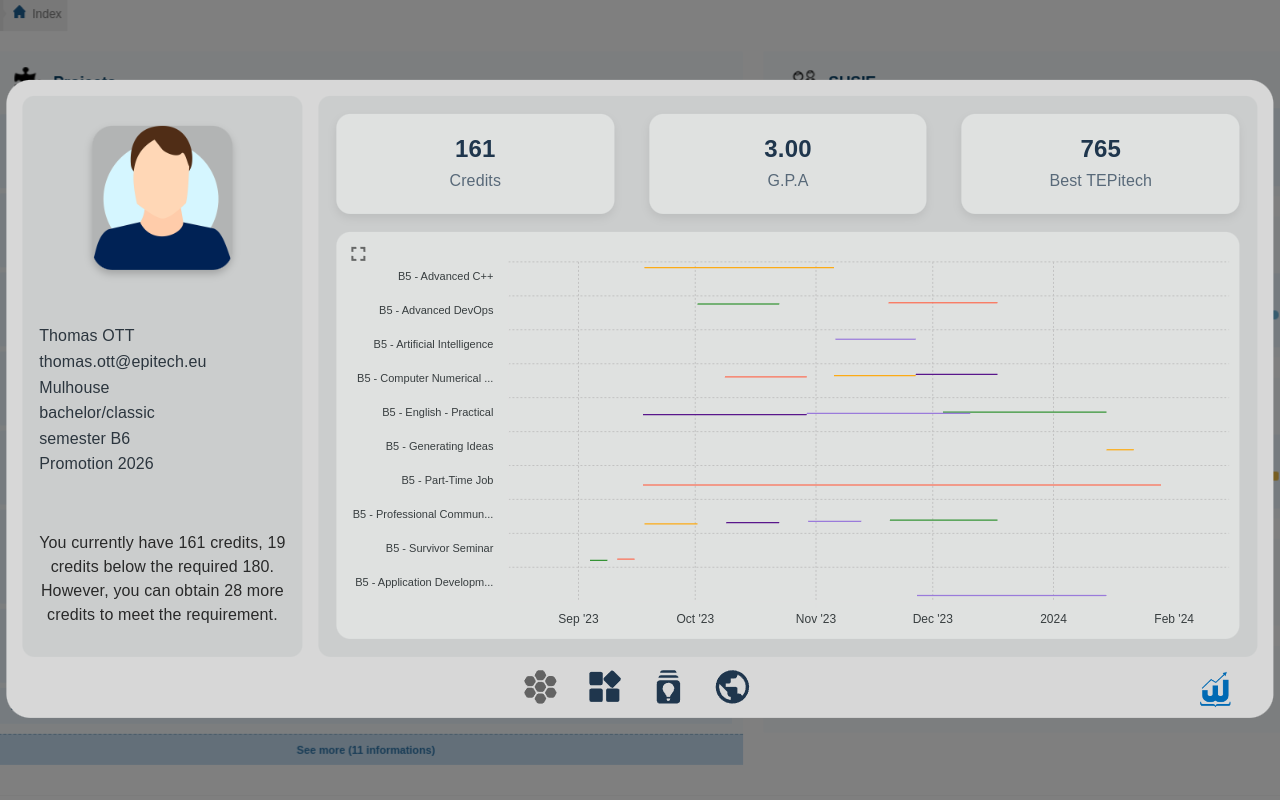 Index
Projects
SUSIE
161
Credits
3.00
G.P.A
765
Best TEPitech
Thomas OTT
thomas.ott@epitech.eu
Mulhouse
bachelor/classic
semester B6
Promotion 2026
You currently have 161 credits, 19
credits below the required 180.
However, you can obtain 28 more
credits to meet the requirement.
B5 - Advanced C++
B5 - Advanced DevOps
B5 - Artificial Intelligence
B5 - Computer Numerical ...
B5 - English - Practical
B5 - Generating Ideas
B5 - Part-Time Job
B5 - Professional Commun...
B5 - Survivor Seminar
B5 - Application Developm...
Sep '23
Oct '23
Nov '23
Dec '23
2024
Feb '24
See more (11 informations)